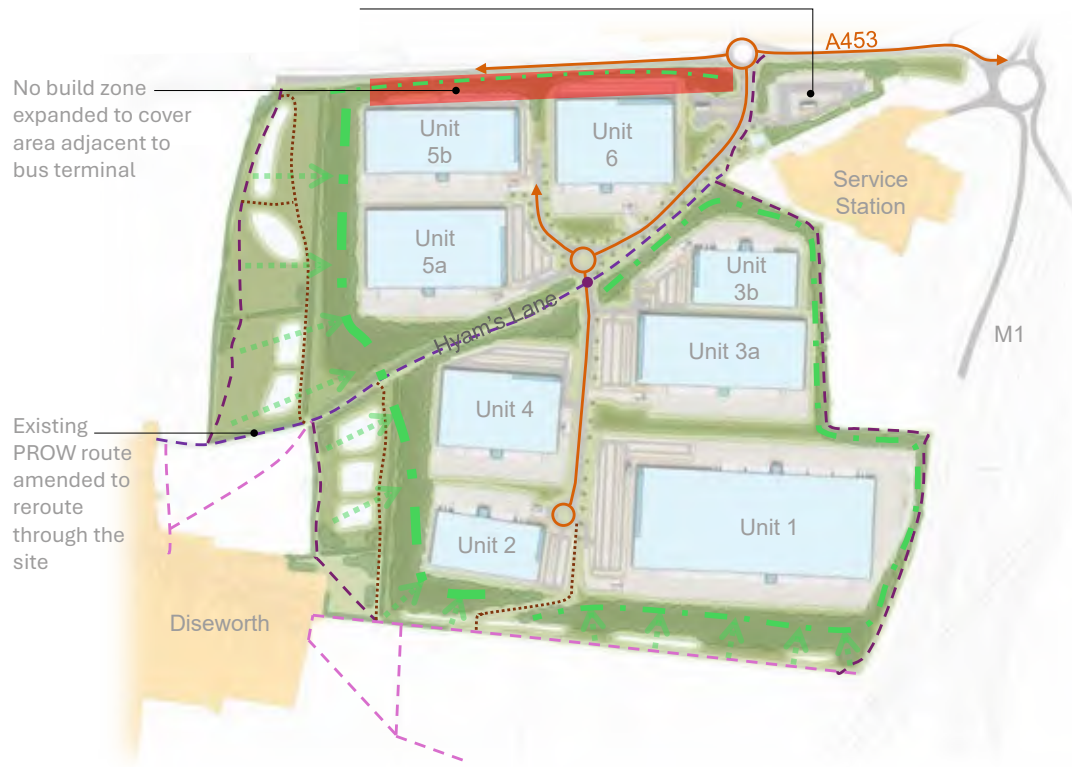 A453
No build zone
expanded to cover
area adjacent to
bus terminal
Unit
5b
Unit
6
Service
Station
Unit
5a
Unit
3b
Hyam's Lane
M1
Unit 3a
Unit 4
Existing
PROW route
amended to
reroute
through the
site
Unit 1
Unit 2
Diseworth